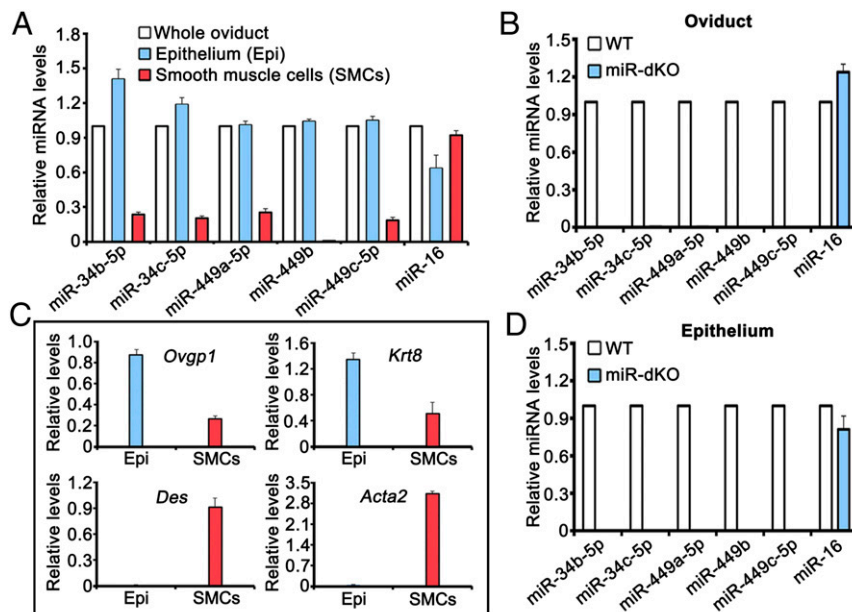 A
Relative miRNA levels
1.8
1.5
1.2
0.9
0.6
0.3
0
Whole oviduct
Epithelium (Epi)
Smooth muscle cells (SMCs)
miR-34b-5p
miR-34c-5p
miR-449a-5p
miR-449b
miR-449c-5p
miR-16
B
Oviduct
Relative miRNA levels
1.5
1.2
0.9
0.6
0.3
0
WT
miR-dKO
miR-34b-5p
miR-34c-5p
miR-449a-5p
miR-449b
miR-449c-5p
miR-16
C
Relative levels
1.0
0.8
0.6
0.4
0.2
0
Ovgp1
Epi SMCs
Relative levels
1.6
1.2
0.8
0.4
0
Krt8
Epi SMCs
Relative levels
1.2
0.9
0.6
0.3
0
Des
Epi SMCs
Relative levels
3.5
2.8
2.1
1.4
0.7
0
Acta2
Epi SMCs
D
Epithelium
Relative miRNA levels
1.5
1.2
0.9
0.6
0.3
0
WT
miR-dKO
miR-34b-5p
miR-34c-5p
miR-449a-5p
miR-449b
miR-449c-5p
miR-16